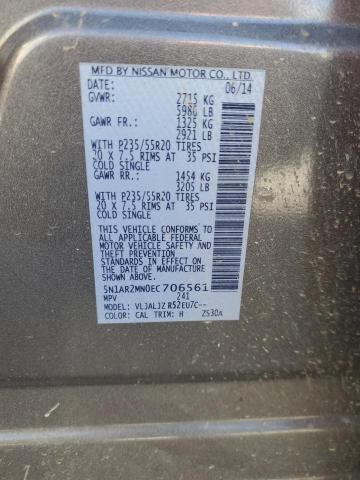 MFD BY NISSAN MOTOR CO., LTD.
DATE: 06/14
GVWR: 2715 KG
5986 LB
GAWR FR.: 1325 KG
2921 LB
WITH P235/55R20 TIRES
20 X 7.5 RIMS AT 35 PSI
COLD SINGLE
GAWR RR.: 1454 KG
3205 LB
WITH P235/55R20 TIRES
20 X 7.5 RIMS AT 35 PSI
COLD SINGLE
THIS VEHICLE CONFORMS TO
ALL APPLICABLE FEDERAL
MOTOR VEHICLE SAFETY
AND THEFT PREVENTION
STANDARDS IN EFFECT ON
THE DATE OF MANUFACTURE
SHOWN ABOVE.
5N1AR2MN0EC706561
MPV 241
MODEL: VLJALJZ R52EU7C--
COLOR: CAL TRIM: H ZS30A